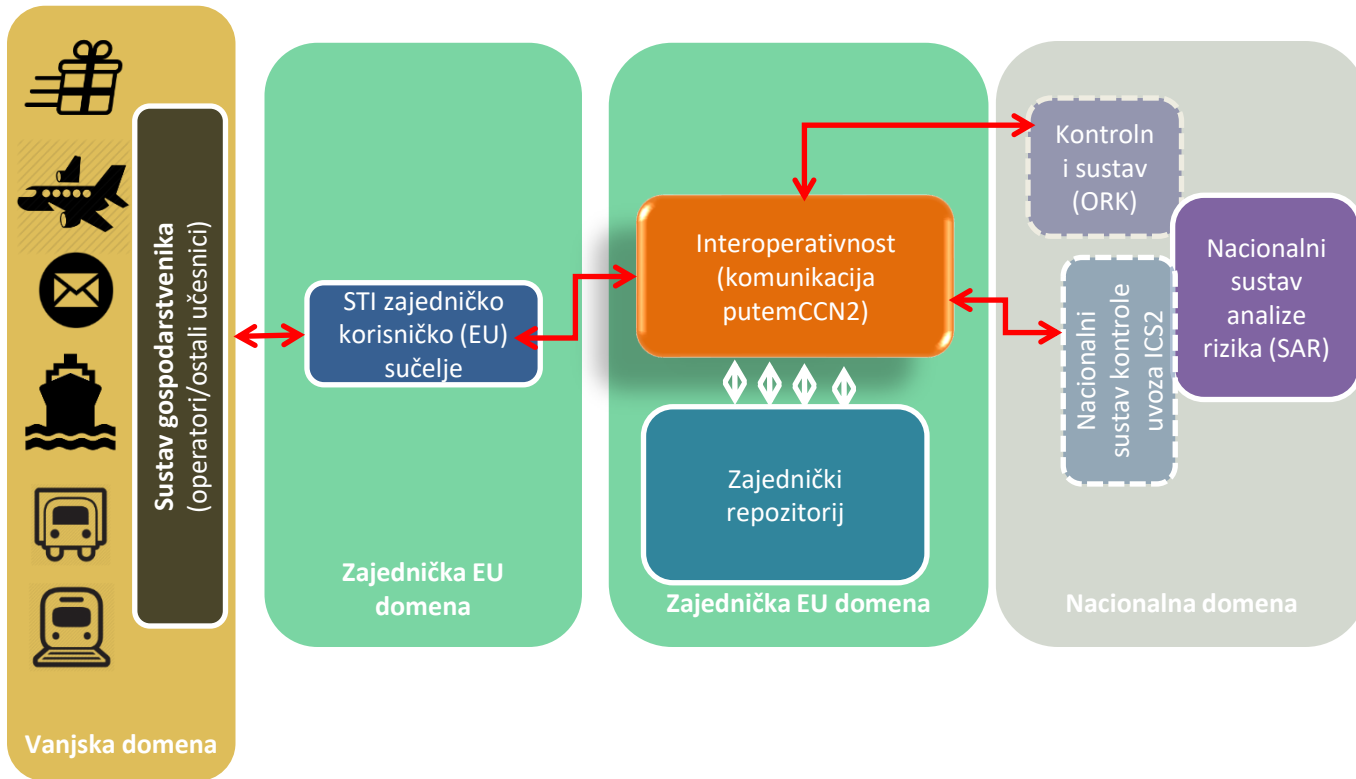 Sustav gospodarstvenika
(operatori/ostali učesnici)
Vanjska domena
STI zajedničko
korisničko (EU)
sučelje
Zajednička EU
domena
Interoperativnost
(komunikacija
putemCCN2)
Zajednički
repozitorij
Zajednička EU domena
Kontroln
i sustav
(ORK)
Nacionalni
sustav kontrole
uvoza ICS2
Nacionalni
sustav
analize
rizika (SAR)
Nacionalna domena